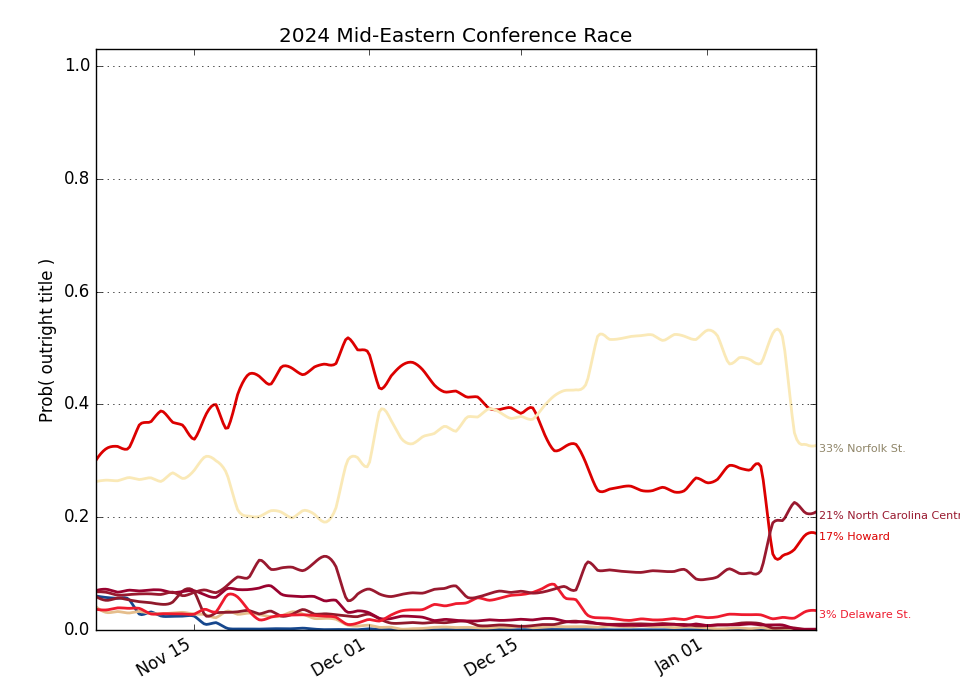 2024 Mid-Eastern Conference Race
Prob( outright title )
1.0
0.8
0.6
0.4
0.2
0.0
33% Norfolk St.
21% North Carolina Centr
17% Howard
3% Delaware St.
Nov 15
Dec 01
Dec 15
Jan 01